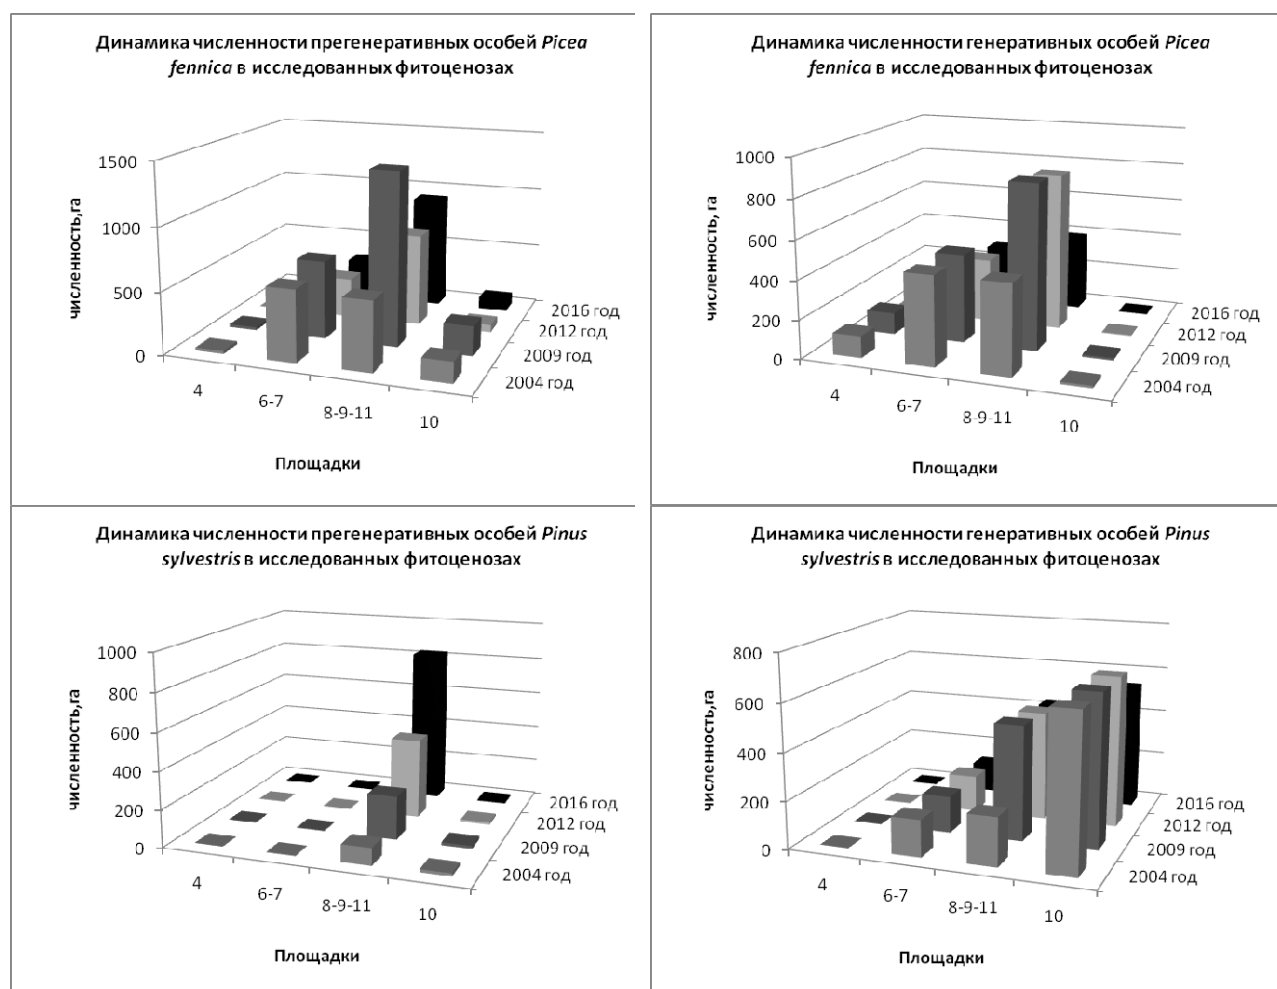 Динамика численности прегенеративных особей Picea
fennica в исследованных фитоценозах
численность,га
1500
1000
500
0
4
6-7
8-9-11
10
2016 год
2012 год
2009 год
2004 год
Площадки
Динамика численности генеративных особей Picea
fennica в исследованных фитоценозах
численность, га
1000
800
600
400
200
0
4
6-7
8-9-11
10
2016 год
2012 год
2009 год
2004 год
Площадки
Динамика численности прегенеративных особей Pinus
sylvestris в исследованных фитоценозах
численность,га
1000
800
600
400
200
0
4
6-7
8-9-11
10
2016 год
2012 год
2009 год
2004 год
Площадки
Динамика численности генеративных особей Pinus
sylvestris в исследованных фитоценозах
численность,га
800
600
400
200
0
4
6-7
8-9-11
10
2016 год
2012 год
2009 год
2004 год
Площадки